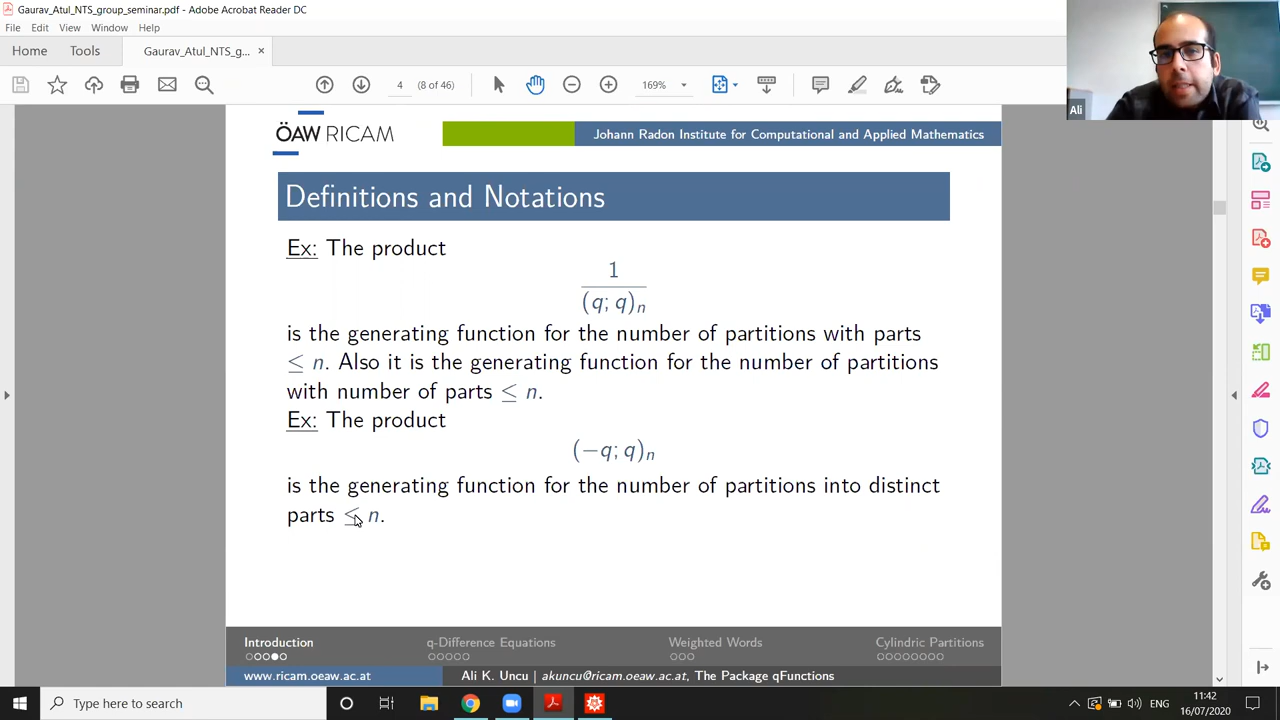 Gaurav_Atul_NTS_group_seminar.pdf - Adobe Acrobat Reader DC
File Edit View Window Help
Home Tools Gaurav_Atul_NTS_g... ×
4 (8 of 46) 169%
Ali
ÖAW RICAM
Johann Radon Institute for Computational and Applied Mathematics
Definitions and Notations
Ex: The product
1
(q; q)n
is the generating function for the number of partitions with parts
≤ n. Also it is the generating function for the number of partitions
with number of parts ≤ n.
Ex: The product
(−q; q)n
is the generating function for the number of partitions into distinct
parts ≤ n.
Introduction q-Difference Equations Weighted Words Cylindric Partitions
www.ricam.oeaw.ac.at Ali K. Uncu | akuncu@ricam.oeaw.ac.at, The Package qFunctions
Type here to search
ENG
11:42
16/07/2020